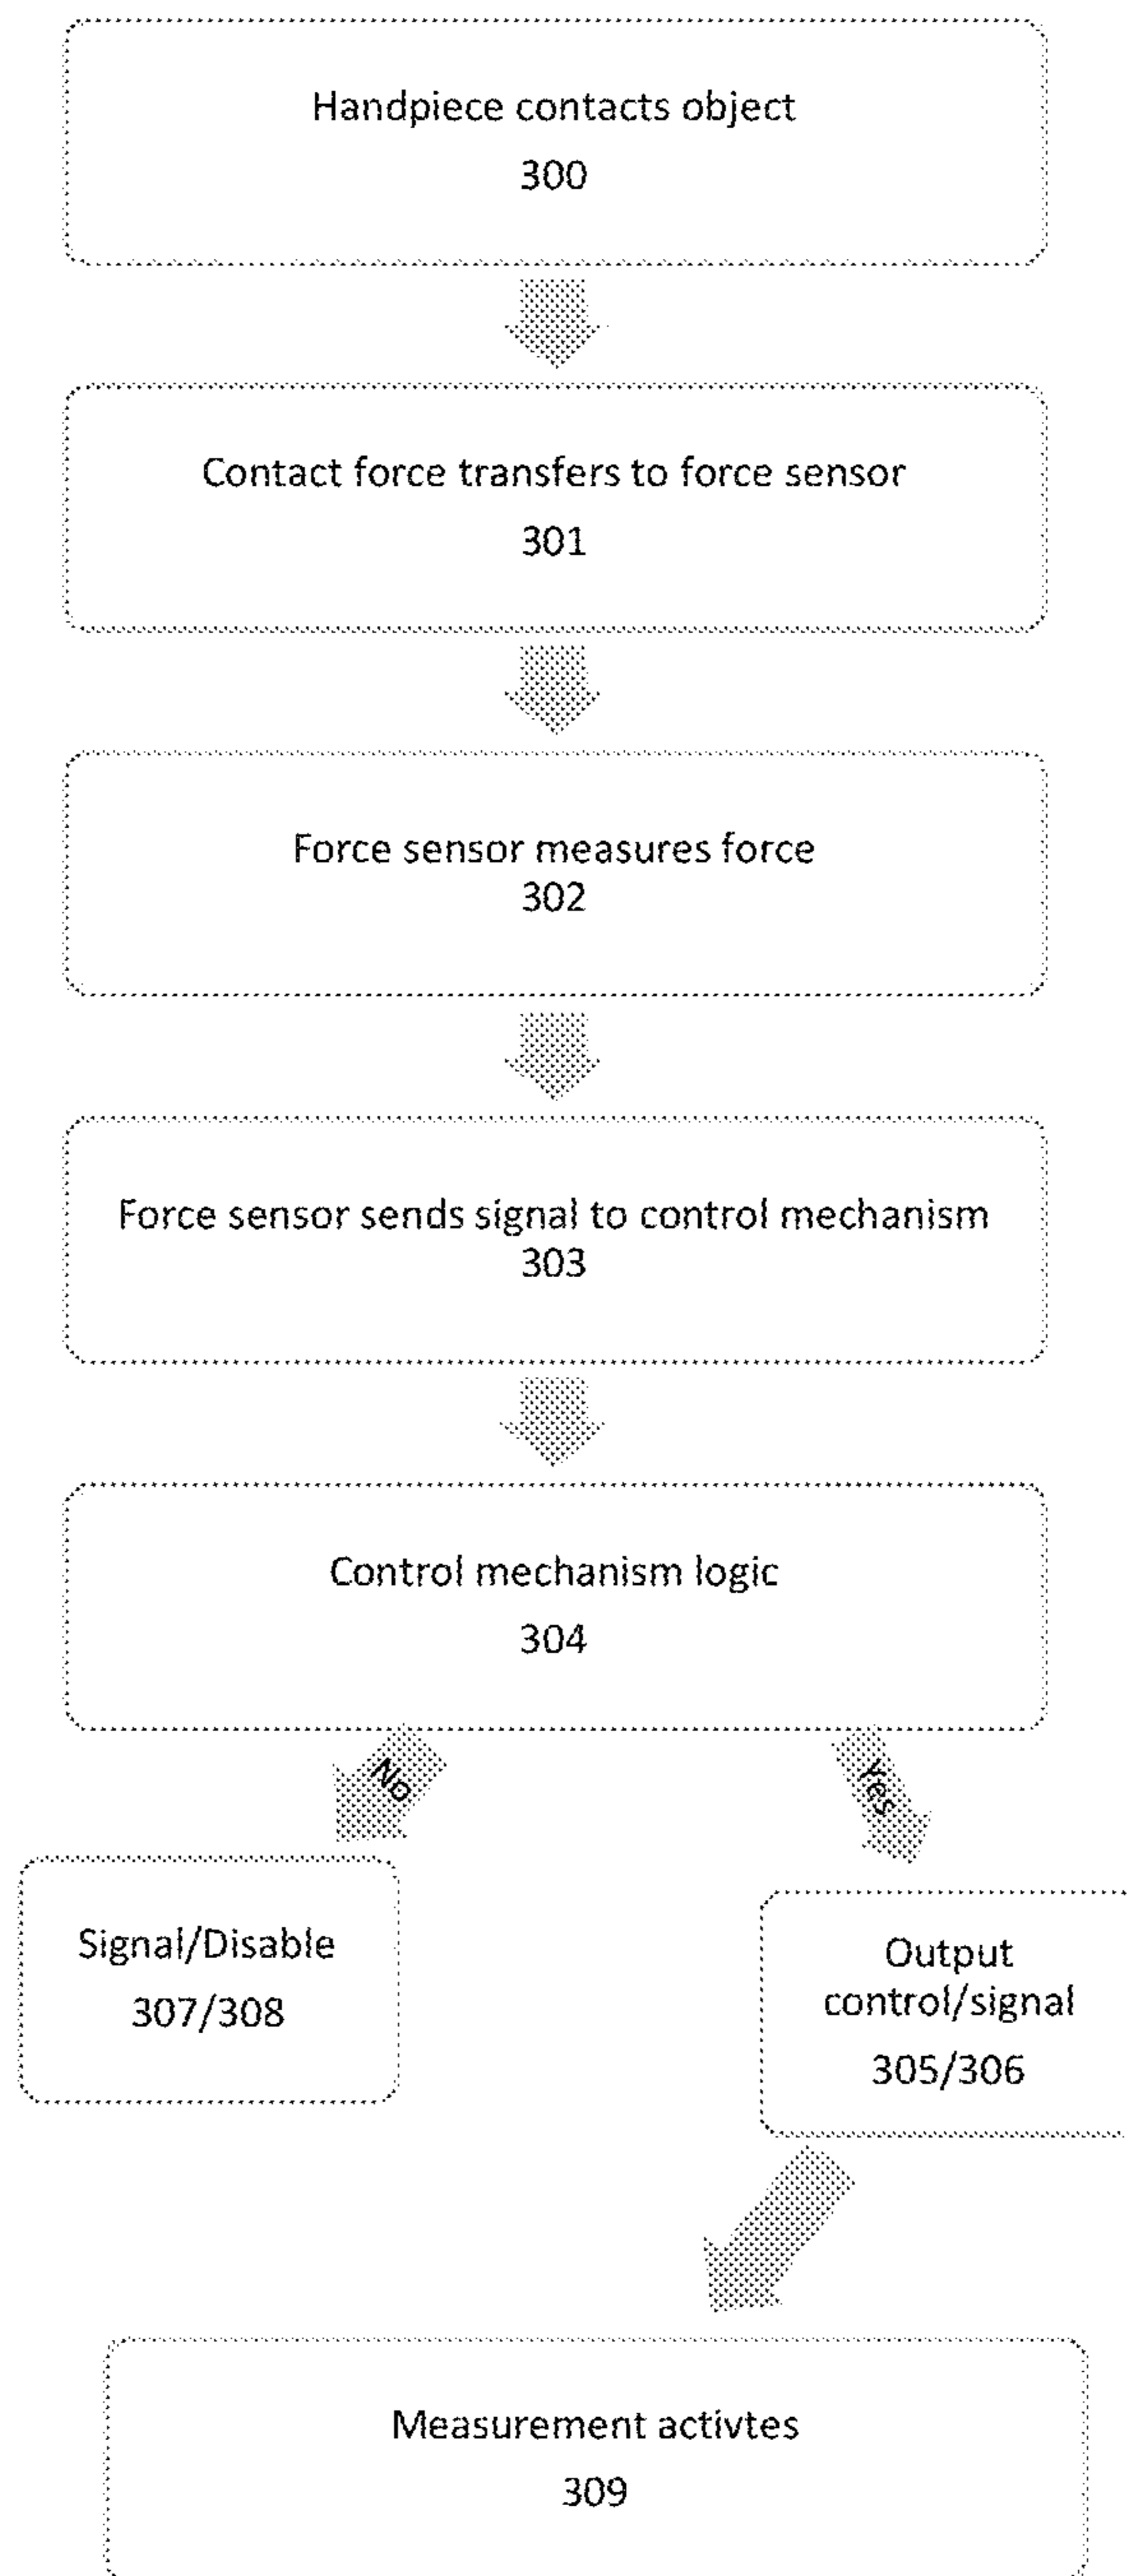 Handpiece contacts object
300
Contact force transfers to force sensor
301
Force sensor measures force
302
Force sensor sends signal to control mechanism
303
Control mechanism logic
304
No
Yes
Signal/Disable
307/308
Output
control/signal
305/306
Measurement activtes
309